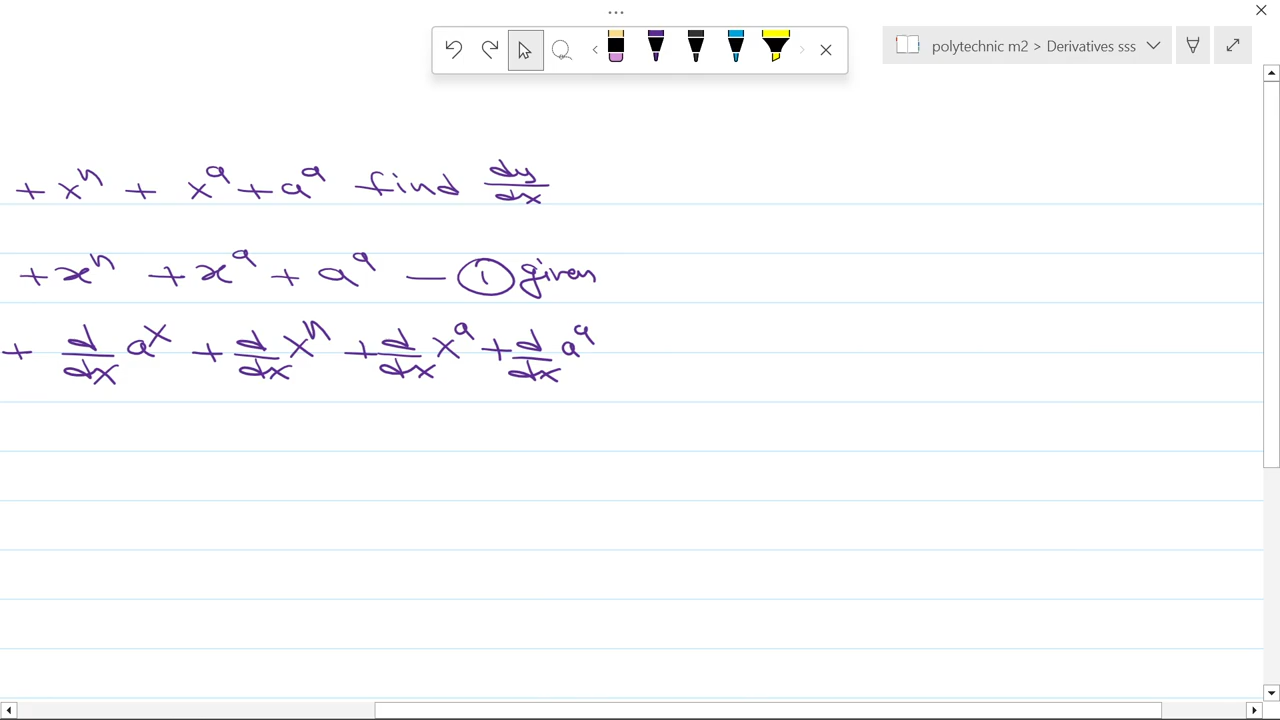 polytechnic m2 > Derivatives sss
+ xⁿ + xᵃ + aᵃ find dy/dx
+ xⁿ + xᵃ + aᵃ — ① given
+ d/dx aˣ + d/dx xⁿ + d/dx xᵃ + d/dx aᵃ